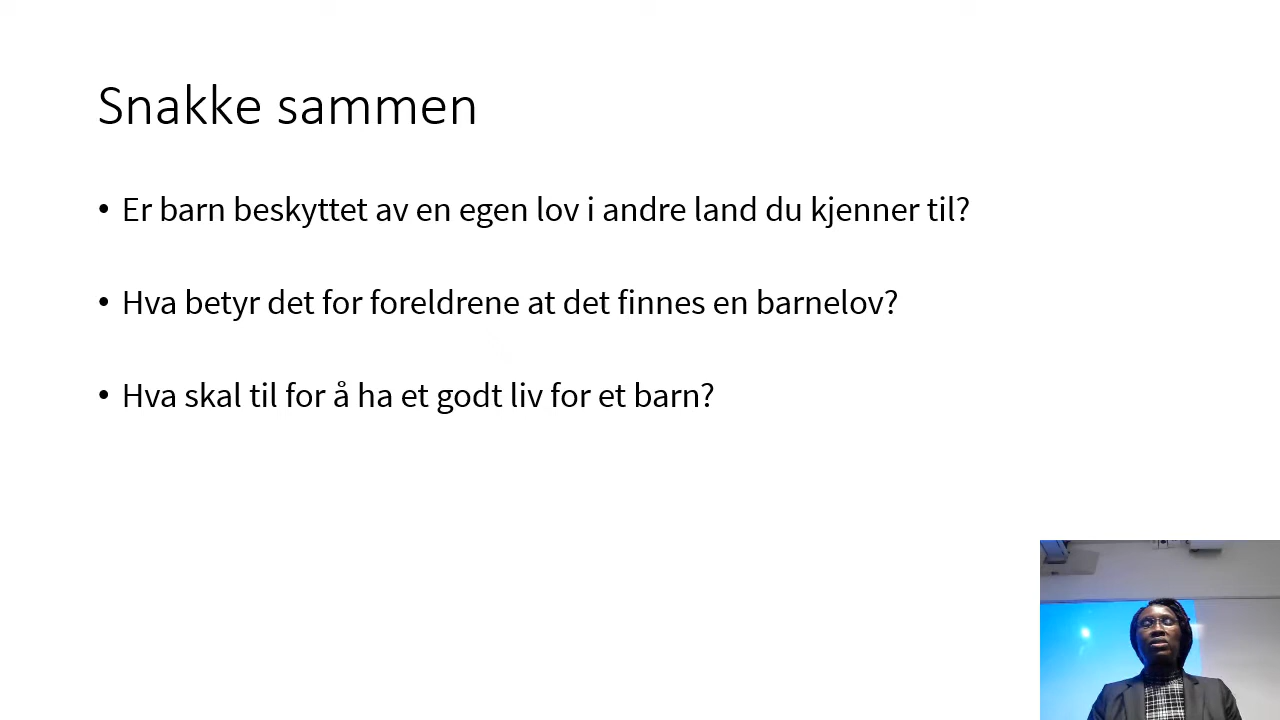 Snakke sammen
• Er barn beskyttet av en egen lov i andre land du kjenner til?
• Hva betyr det for foreldrene at det finnes en barnelov?
• Hva skal til for å ha et godt liv for et barn?